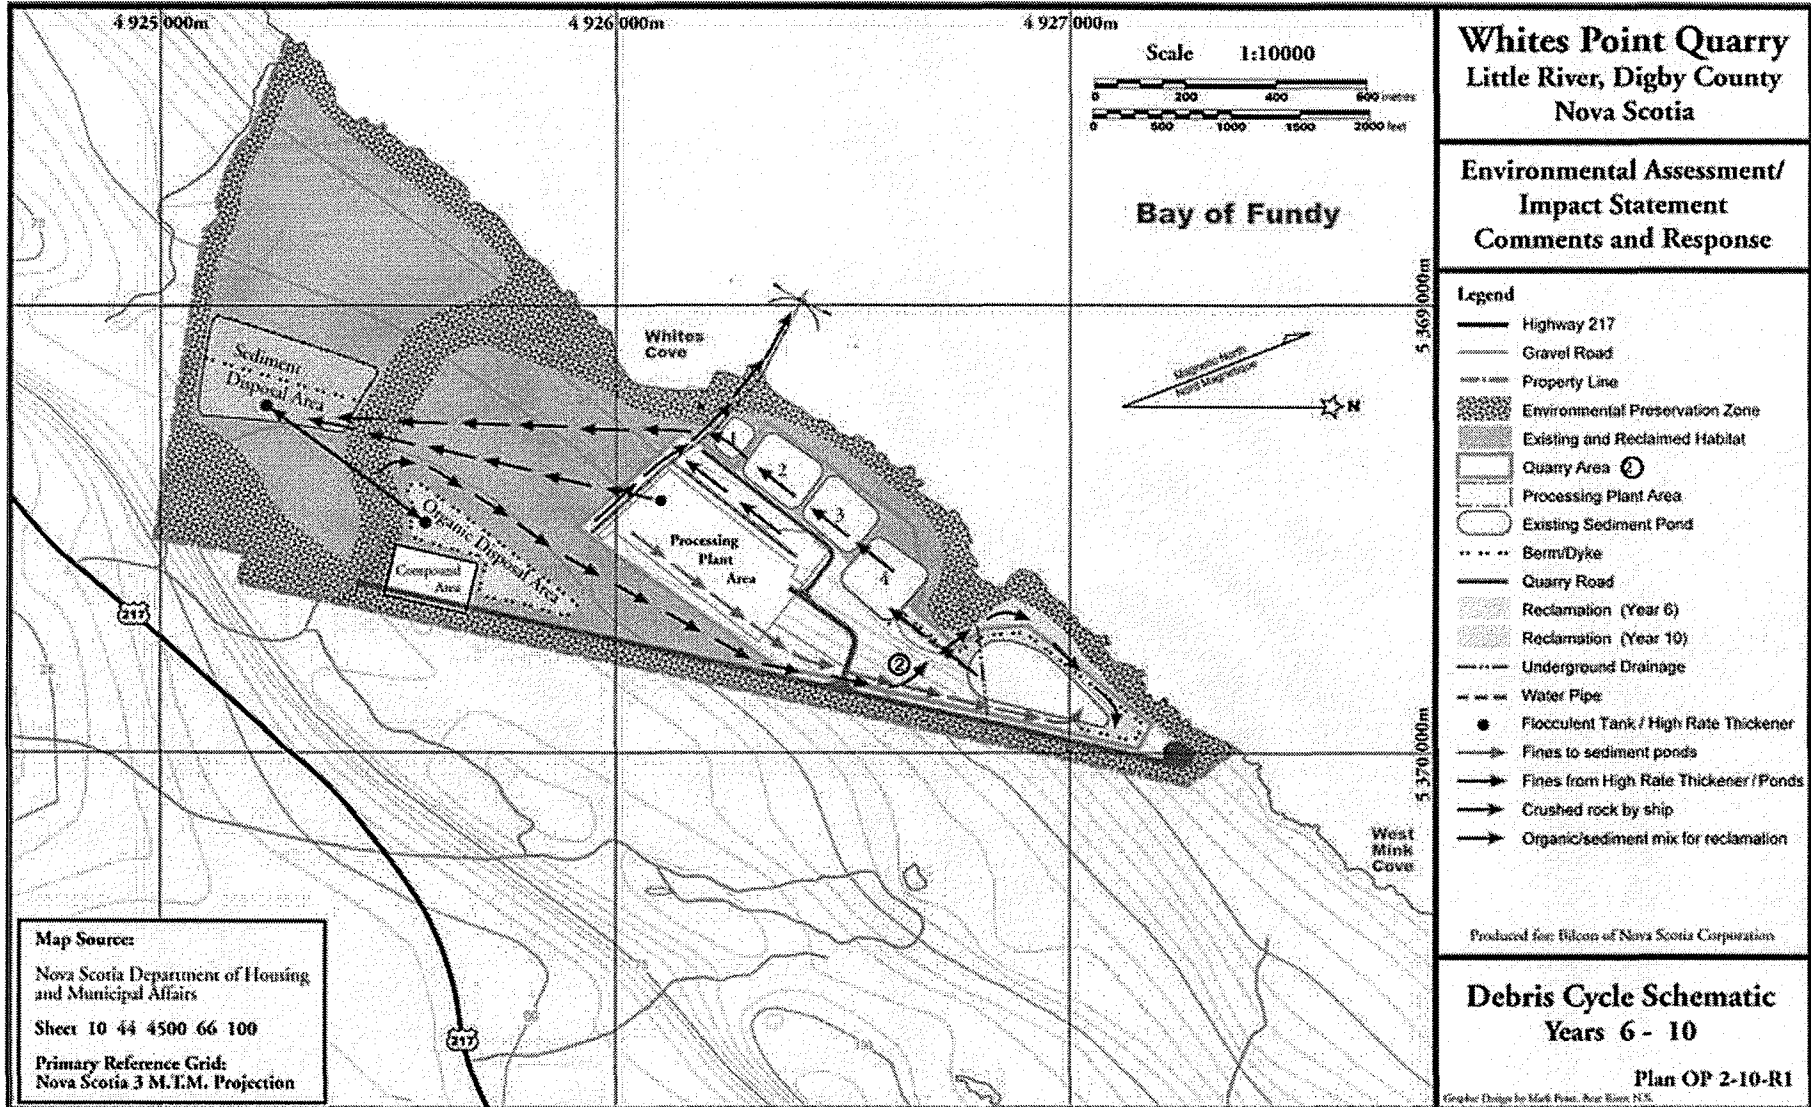 4 925 000m
4 926 000m
4 927 000m
Scale 1:10000
0 200 400 600 metres
0 500 1000 1500 2000 feet
Bay of Fundy
5 369 000m
Whites
Cove
Magnetic North
Nord Magnetique
N
Sediment
Disposal Area
1
2
3
4
Organic Disposal Area
Processing
Plant
Area
Compound
Area
2
217
5 370 000m
West
Mink
Cove
217
Map Source:
Nova Scotia Department of Housing
and Municipal Affairs
Sheet 10 44 4500 66 100
Primary Reference Grid:
Nova Scotia 3 M.T.M. Projection
Whites Point Quarry
Little River, Digby County
Nova Scotia
Environmental Assessment/
Impact Statement
Comments and Response
Legend
Highway 217
Gravel Road
Property Line
Environmental Preservation Zone
Existing and Reclaimed Habitat
Quarry Area 2
Processing Plant Area
Existing Sediment Pond
Berm/Dyke
Quarry Road
Reclamation (Year 6)
Reclamation (Year 10)
Underground Drainage
Water Pipe
Flocculent Tank / High Rate Thickener
Fines to sediment ponds
Fines from High Rate Thickener / Ponds
Crushed rock by ship
Organic/sediment mix for reclamation
Produced for: Bilcon of Nova Scotia Corporation
Debris Cycle Schematic
Years 6 - 10
Plan OP 2-10-R1
Graphic Design by Mark